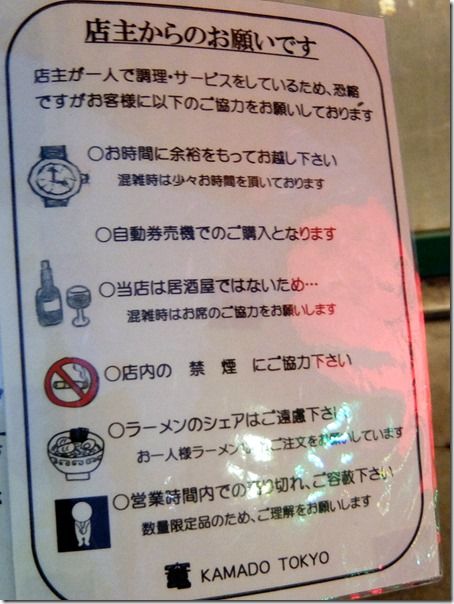 店主からのお願いです
店主が一人で調理・サービスをしているため、恐縮
ですがお客様に以下のご協力をお願いしております
〇お時間に余裕をもってお越し下さい
混雑時は少々お時間を頂いております
〇自動券売機でのご購入となります
〇当店は居酒屋ではないため…
混雑時はお席のご協力をお願いします
〇店内の 禁 煙 にご協力下さい
〇ラーメンのシェアはご遠慮下さい
お一人様ラーメン ご注文をお願いしています
〇営業時間内での売り切れ、ご容赦下さい
数量限定品のため、ご理解をお願いします
竈 KAMADO TOKYO